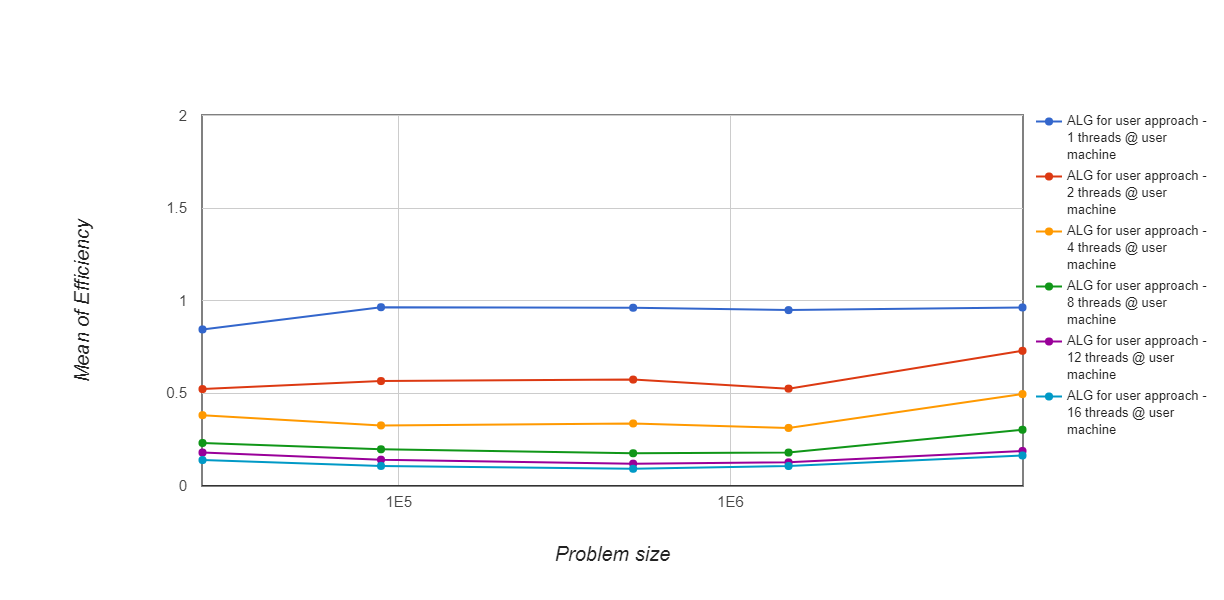 Mean of Efficiency
2
1.5
1
0.5
0
1E5
1E6
Problem size
ALG for user approach -
1 threads @ user
machine
ALG for user approach -
2 threads @ user
machine
ALG for user approach -
4 threads @ user
machine
ALG for user approach -
8 threads @ user
machine
ALG for user approach -
12 threads @ user
machine
ALG for user approach -
16 threads @ user
machine